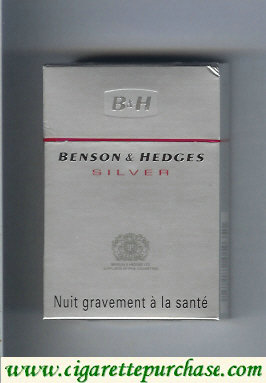 B&H
BENSON & HEDGES
SILVER
Nuit gravement à la santé
www.cigarettepurchase.com